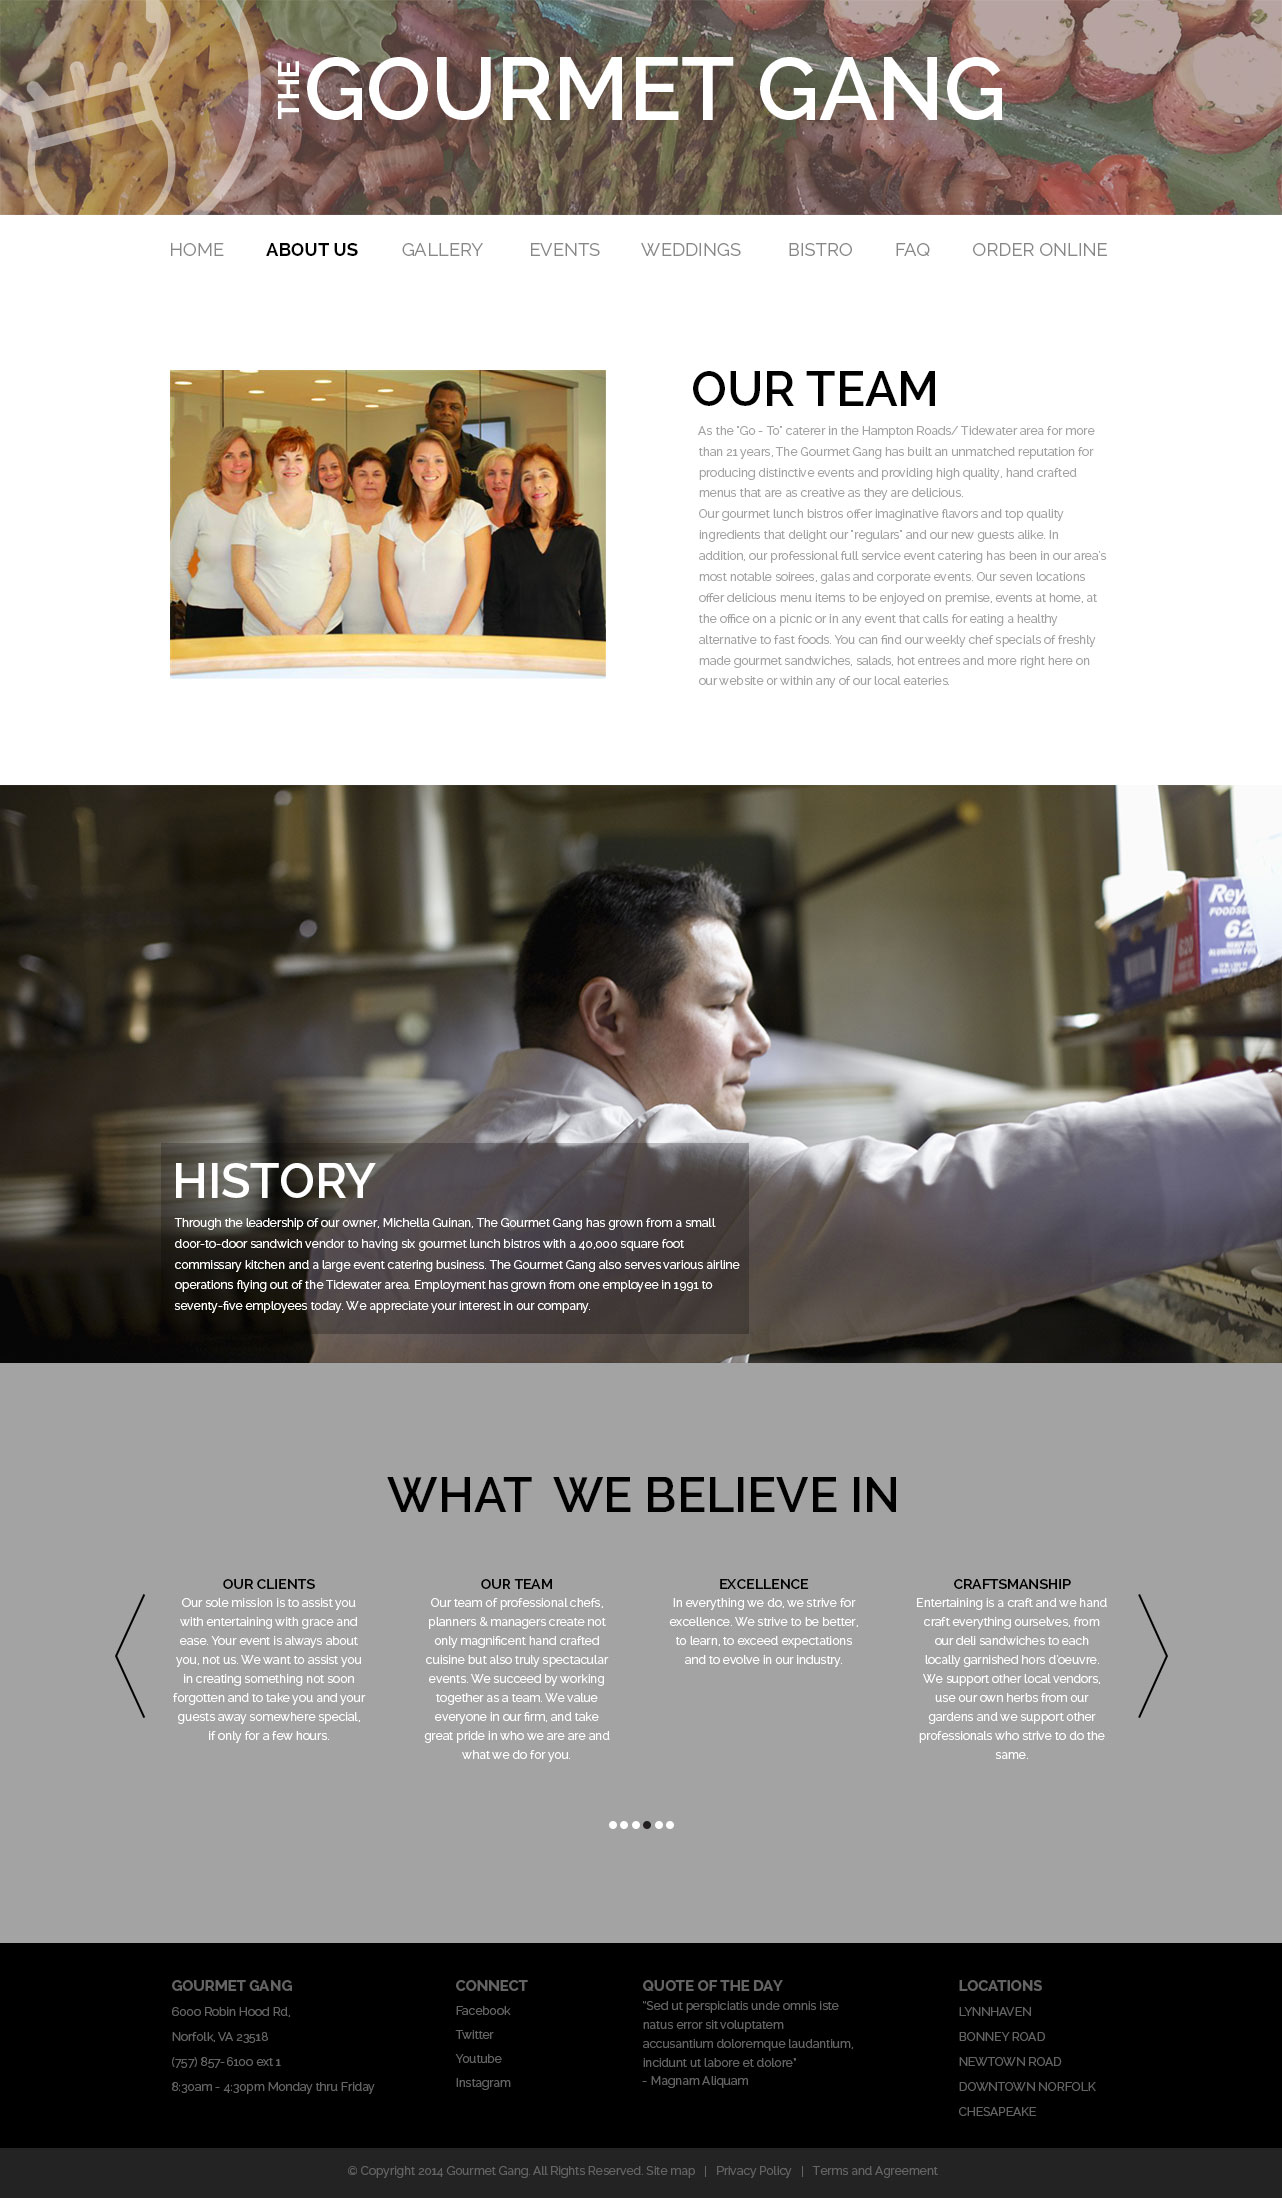 THE GOURMET GANG
HOME ABOUT US GALLERY EVENTS WEDDINGS BISTRO FAQ ORDER ONLINE
OUR TEAM
As the "Go - To" caterer in the Hampton Roads/ Tidewater area for more
than 21 years, The Gourmet Gang has built an unmatched reputation for
producing distinctive events and providing high quality, hand crafted
menus that are as creative as they are delicious.
Our gourmet lunch bistros offer imaginative flavors and top quality
ingredients that delight our "regulars" and our new guests alike. In
addition, our professional full service event catering has been in our area's
most notable soirees, galas and corporate events. Our seven locations
offer delicious menu items to be enjoyed on premise, events at home, at
the office on a picnic or in any event that calls for eating a healthy
alternative to fast foods. You can find our weekly chef specials of freshly
made gourmet sandwiches, salads, hot entrees and more right here on
our website or within any of our local eateries.
HISTORY
Through the leadership of our owner, Michella Guinan, The Gourmet Gang has grown from a small
door-to-door sandwich vendor to having six gourmet lunch bistros with a 40,000 square foot
commissary kitchen and a large event catering business. The Gourmet Gang also serves various airline
operations flying out of the Tidewater area. Employment has grown from one employee in 1991 to
seventy-five employees today. We appreciate your interest in our company.
WHAT WE BELIEVE IN
OUR CLIENTS
Our sole mission is to assist you
with entertaining with grace and
ease. Your event is always about
you, not us. We want to assist you
in creating something not soon
forgotten and to take you and your
guests away somewhere special,
if only for a few hours.
OUR TEAM
Our team of professional chefs,
planners & managers create not
only magnificent hand crafted
cuisine but also truly spectacular
events. We succeed by working
together as a team. We value
everyone in our firm, and take
great pride in who we are are and
what we do for you.
EXCELLENCE
In everything we do, we strive for
excellence. We strive to be better,
to learn, to exceed expectations
and to evolve in our industry.
CRAFTSMANSHIP
Entertaining is a craft and we hand
craft everything ourselves, from
our deli sandwiches to each
locally garnished hors d'oeuvre.
We support other local vendors,
use our own herbs from our
gardens and we support other
professionals who strive to do the
same.
GOURMET GANG
6000 Robin Hood Rd,
Norfolk, VA 23518
(757) 857-6100 ext 1
8:30am - 4:30pm Monday thru Friday
CONNECT
Facebook
Twitter
Youtube
Instagram
QUOTE OF THE DAY
"Sed ut perspiciatis unde omnis iste
natus error sit voluptatem
accusantium doloremque laudantium,
incidunt ut labore et dolore"
- Magnam Aliquam
LOCATIONS
LYNNHAVEN
BONNEY ROAD
NEWTOWN ROAD
DOWNTOWN NORFOLK
CHESAPEAKE
© Copyright 2014 Gourmet Gang. All Rights Reserved. Site map | Privacy Policy | Terms and Agreement